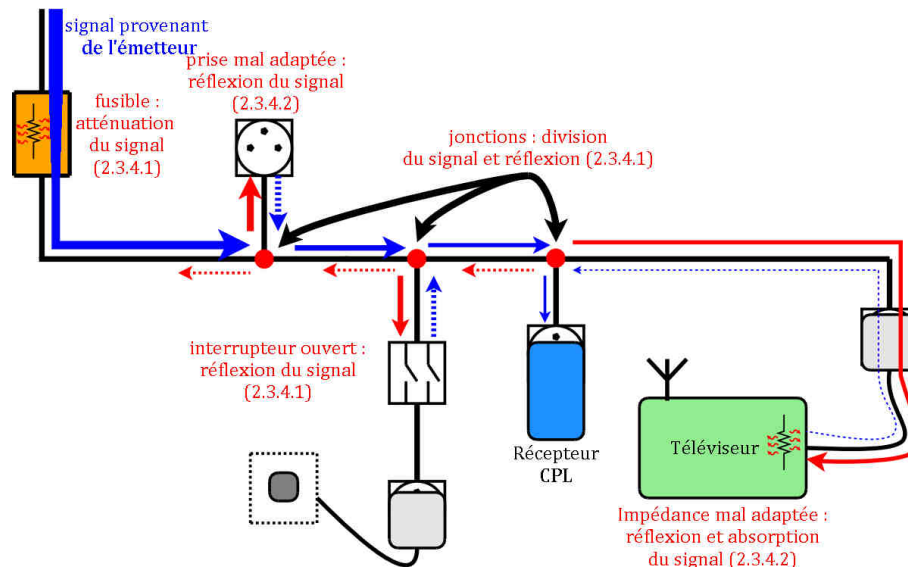 signal provenant
de l'émetteur
prise mal adaptée :
réflexion du signal
(2.3.4.2)
fusible :
atténuation
du signal
(2.3.4.1)
jonctions : division
du signal et réflexion (2.3.4.1)
interrupteur ouvert :
réflexion du signal
(2.3.4.1)
Récepteur
CPL
Téléviseur
Impédance mal adaptée :
réflexion et absorption
du signal (2.3.4.2)